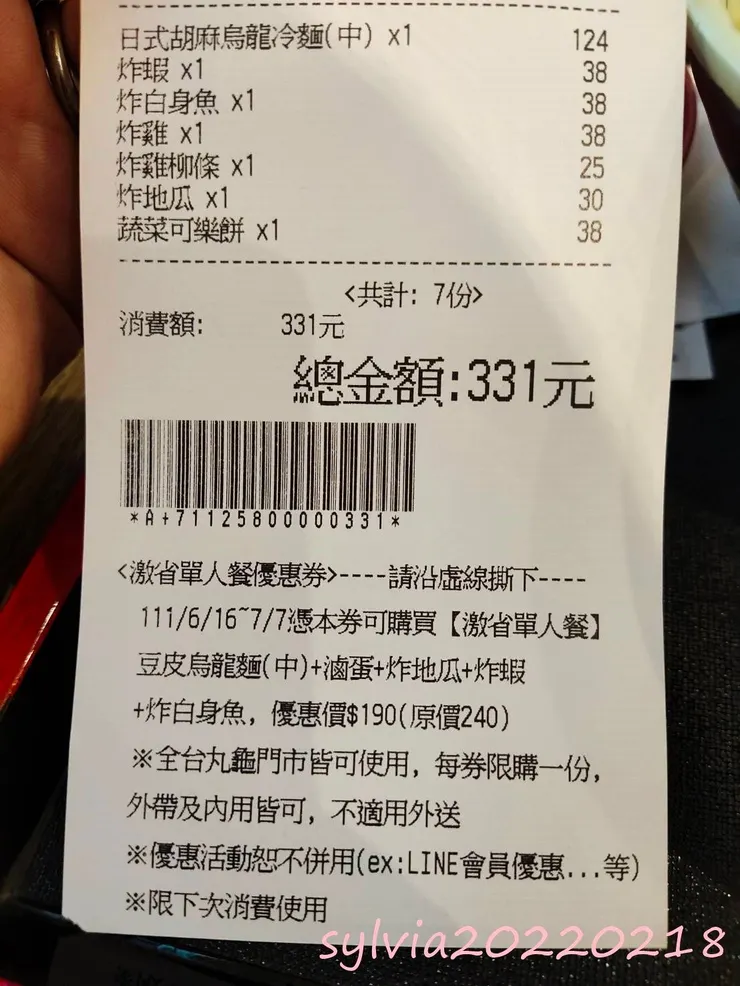 日式胡麻烏龍冷麵(中) x1 124
炸蝦 x1 38
炸白身魚 x1 38
炸雞 x1 38
炸雞柳條 x1 25
炸地瓜 x1 30
蔬菜可樂餅 x1 38
<共計: 7份>
消費額: 331元
總金額:331元
*A+71125800000331*
<激省單人餐優惠券>----請沿虛線撕下----
111/6/16~7/7憑本券可購買【激省單人餐】
豆皮烏龍麵(中)+滷蛋+炸地瓜+炸蝦
+炸白身魚，優惠價$190(原價240)
※全台丸龜門市皆可使用，每券限購一份，
外帶及內用皆可，不適用外送
※優惠活動恕不併用(ex:LINE會員優惠...等)
※限下次消費使用
sylvia20220218